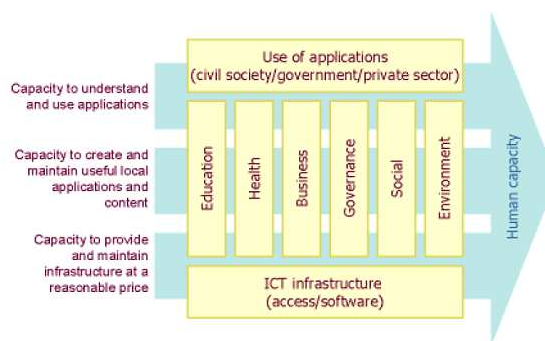 Use of applications
(civil society/government/private sector)
Capacity to understand
and use applications
Capacity to create and
maintain useful local
applications and
content
Capacity to provide
and maintain
infrastructure at a
reasonable price
Education
Health
Business
Governance
Social
Environment
ICT infrastructure
(access/software)
Human capacity